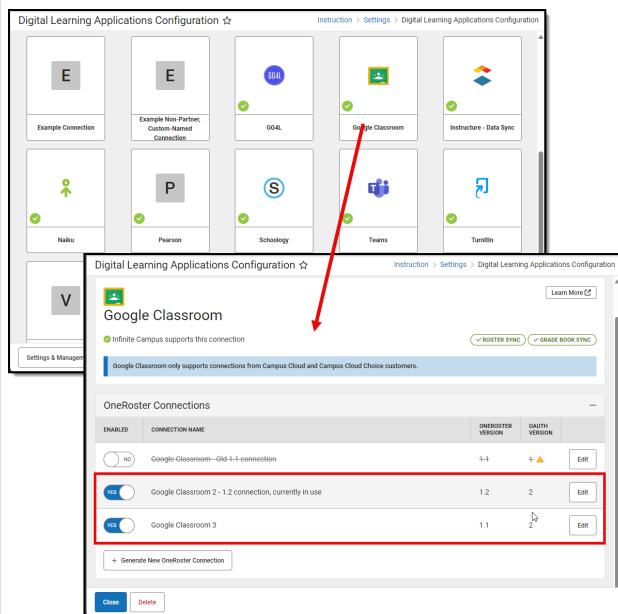 Digital Learning Applications Configuration ☆
Instruction > Settings > Digital Learning Applications Configuration
E
E
GG4L
Example Connection
Example Non-Partner,
Custom-Named
Connection
GG4L
Google Classroom
Instructure - Data Sync
P
S
T
Naiku
Pearson
Schoology
Teams
Turnitin
V
Settings & Managem
Digital Learning Applications Configuration ☆
Instruction > Settings > Digital Learning Applications Configuration
Learn More
Google Classroom
Infinite Campus supports this connection
ROSTER SYNC
GRADE BOOK SYNC
Google Classroom only supports connections from Campus Cloud and Campus Cloud Choice customers.
OneRoster Connections
ENABLED CONNECTION NAME ONEROSTER VERSION OAUTH VERSION
NO Google Classroom - Old 1.1 connection 1.1 1 Edit
YES Google Classroom 2 - 1.2 connection, currently in use 1.2 2 Edit
YES Google Classroom 3 1.1 2 Edit
+ Generate New OneRoster Connection
Close Delete